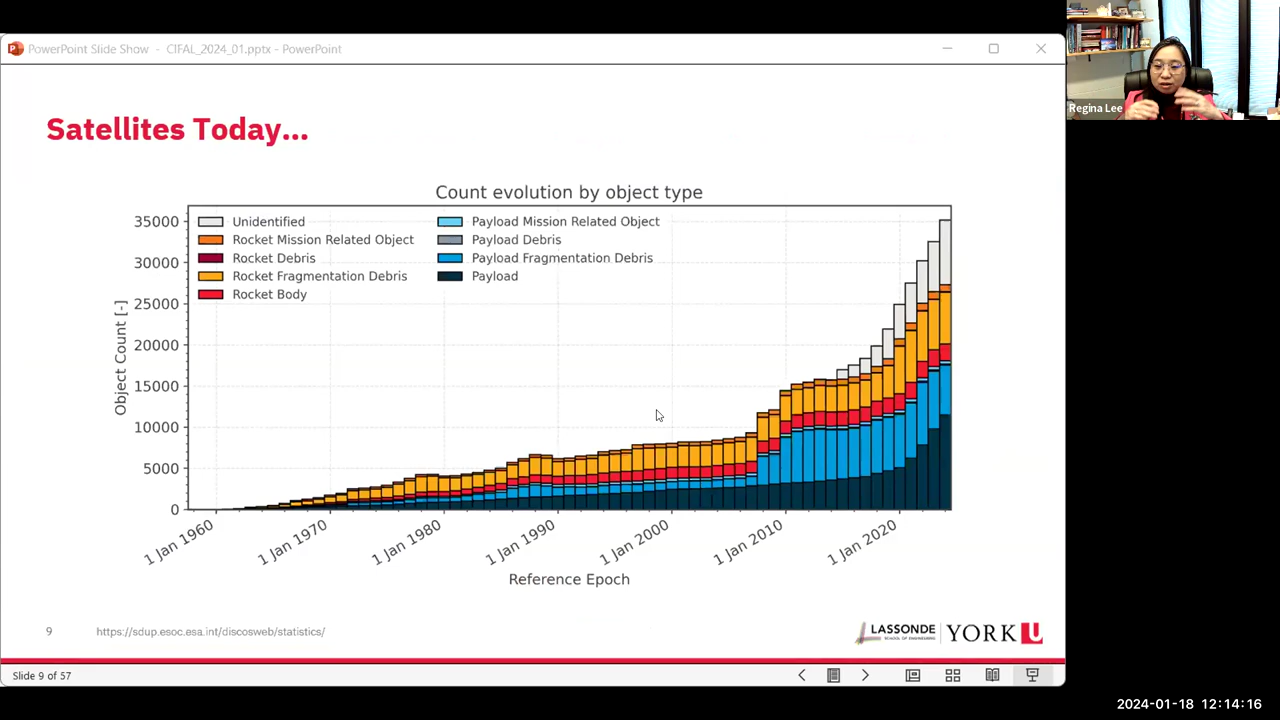 PowerPoint Slide Show - CIFAL_2024_01.pptx - PowerPoint
Regina Lee
Satellites Today...
Count evolution by object type
Unidentified
Rocket Mission Related Object
Rocket Debris
Rocket Fragmentation Debris
Rocket Body
Payload Mission Related Object
Payload Debris
Payload Fragmentation Debris
Payload
Object Count [-]
35000
30000
25000
20000
15000
10000
5000
0
1 Jan 1960
1 Jan 1970
1 Jan 1980
1 Jan 1990
1 Jan 2000
1 Jan 2010
1 Jan 2020
Reference Epoch
9
https://sdup.esoc.esa.int/discosweb/statistics/
LASSONDE
SCHOOL OF ENGINEERING
YORK U
Slide 9 of 57
2024-01-18 12:14:16